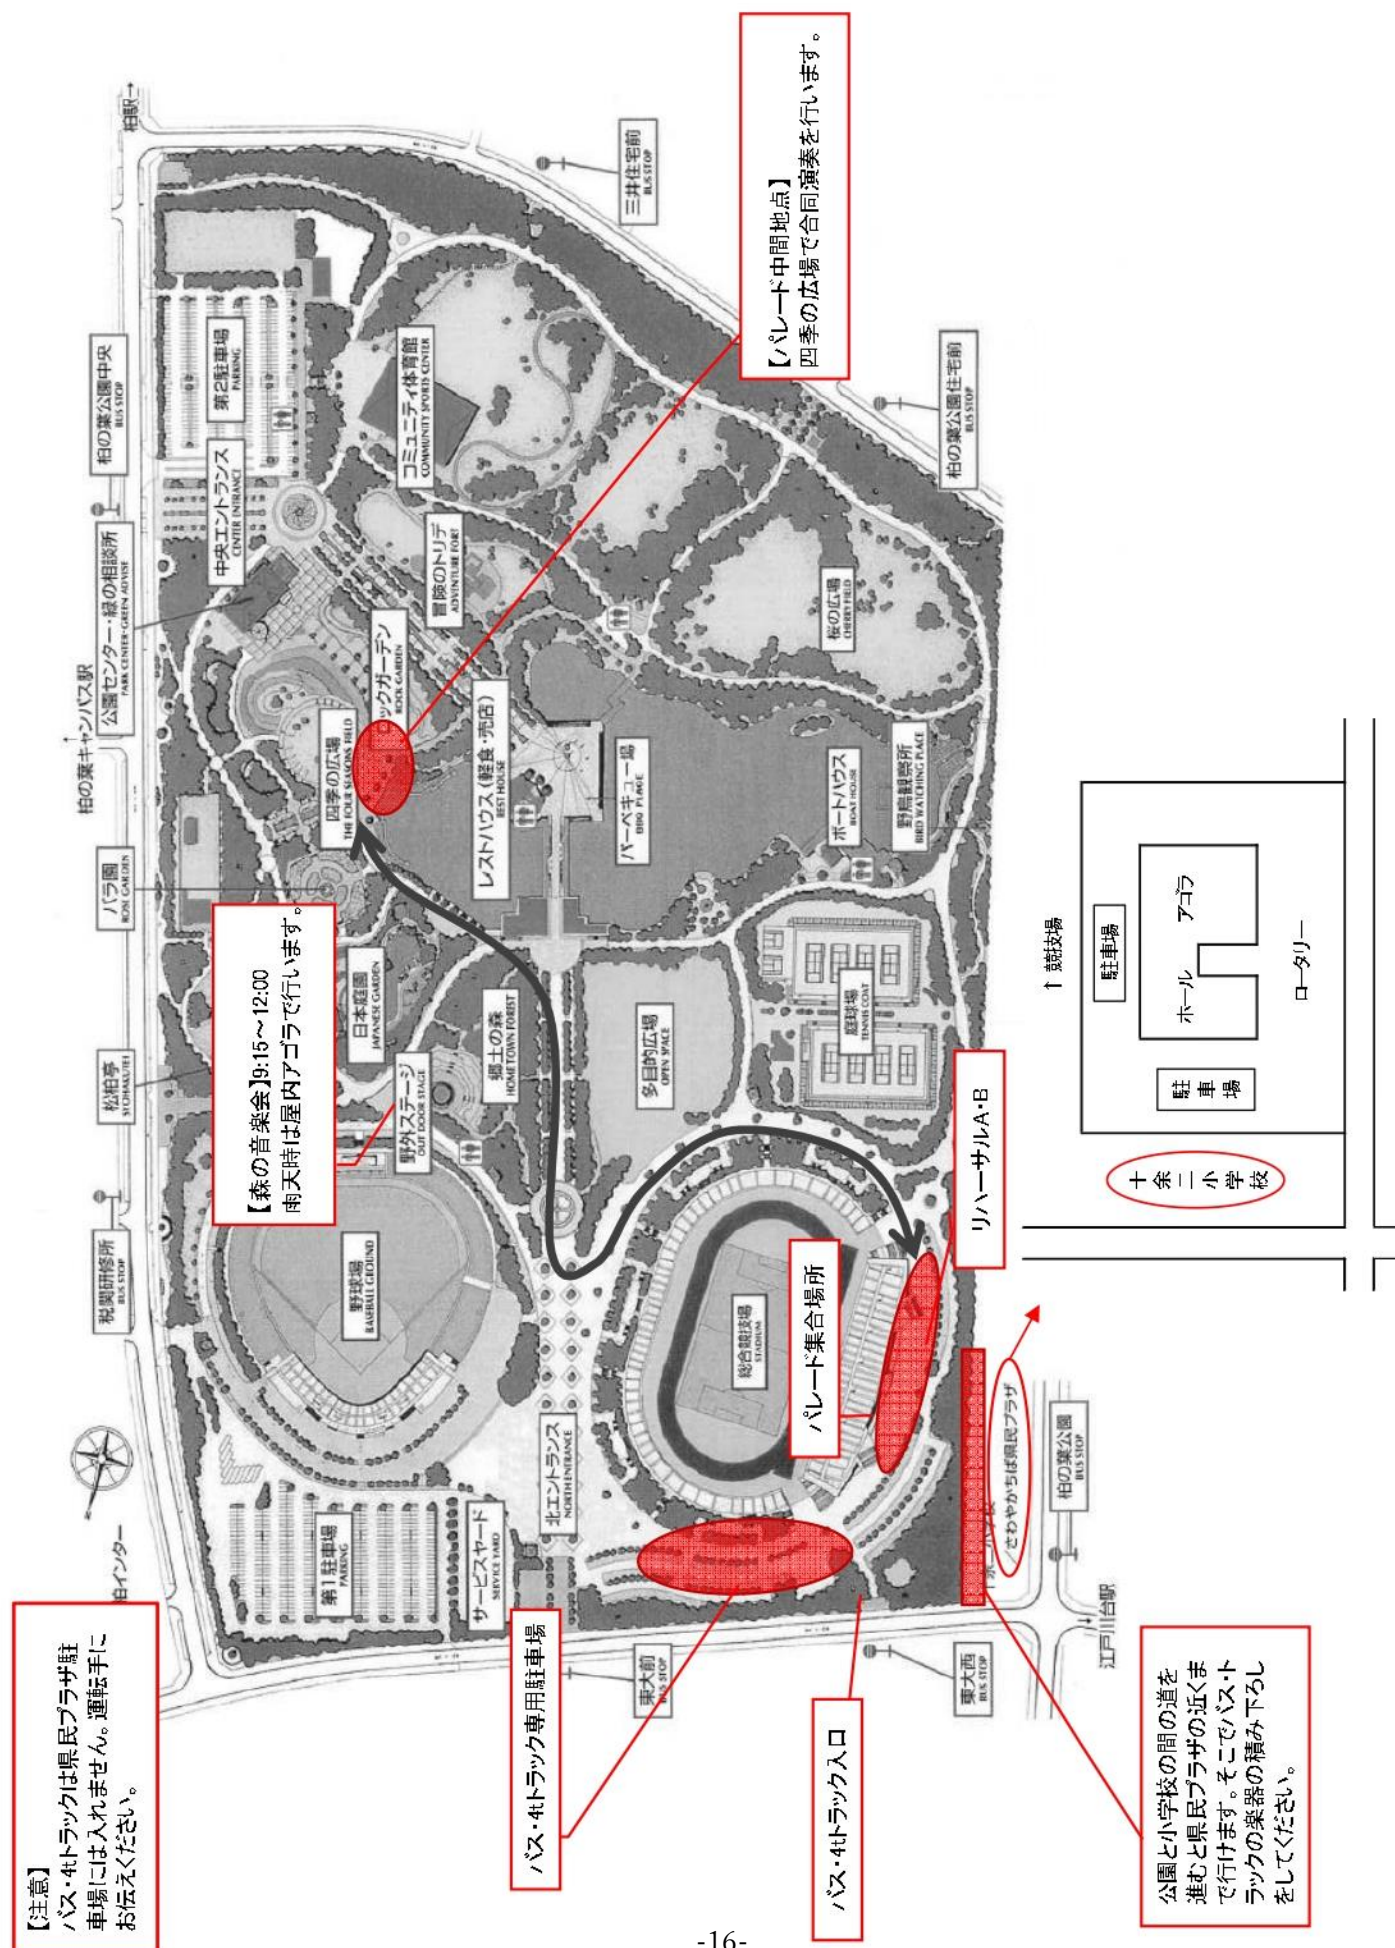 【注意】
バス・4tトラックは県民プラザ駐
車場には入れません。運転手に
お伝えください。
柏インター
税関研修所
BUS STOP
松柏亭
SYOHAKUTEI
バラ園
ROSE GARDEN
柏の葉キャンパス駅
公園センター・緑の相談所
PARK CENTER・GREEN ADVISE
柏の葉公園中央
BUS STOP
柏駅→
第1駐車場
PARKING
野球場
BASEBALL GROUND
【森の音楽会】9:15～12:00
雨天時は屋内アゴラで行います。
日本庭園
JAPANESE GARDEN
四季の広場
THE FOUR SEASONS FIELD
ックガーデン
ROCK GARDEN
中央エントランス
CENTER ENTRANCE
第2駐車場
PARKING
サービスヤード
SERVICE YARD
北エントランス
NORTH ENTRANCE
野外ステージ
OUT DOOR STAGE
郷土の森
HOMETOWN FOREST
レストハウス（軽食・売店）
REST HOUSE
冒険のトリデ
ADVENTURE FORT
コミュニティ体育館
COMMUNITY SPORTS CENTER
三井住宅前
BUS STOP
バス・4tトラック専用駐車場
東大前
BUS STOP
総合競技場
STADIUM
多目的広場
OPEN SPACE
バーベキュー場
BBQ PLACE
【パレード中間地点】
四季の広場で合同演奏を行います。
パレード集合場所
庭球場
TENNIS COAT
ボートハウス
BOAT HOUSE
野鳥観察所
BIRD WATCHING PLACE
桜の広場
CHERRY FIELD
柏の葉公園住宅前
BUS STOP
バス・4tトラック入口
東大西
BUS STOP
リハーサルA・B
/さわやかちば県民プラザ
柏の葉公園
BUS STOP
江戸川台駅
公園と小学校の間の道を
進むと県民プラザの近くま
で行けます。そこでバス・ト
ラックの楽器の積み下ろし
をしてください。
↑ 競技場
駐車場
駐車場
ホール
アゴラ
ロータリー
十余二小学校
-16-